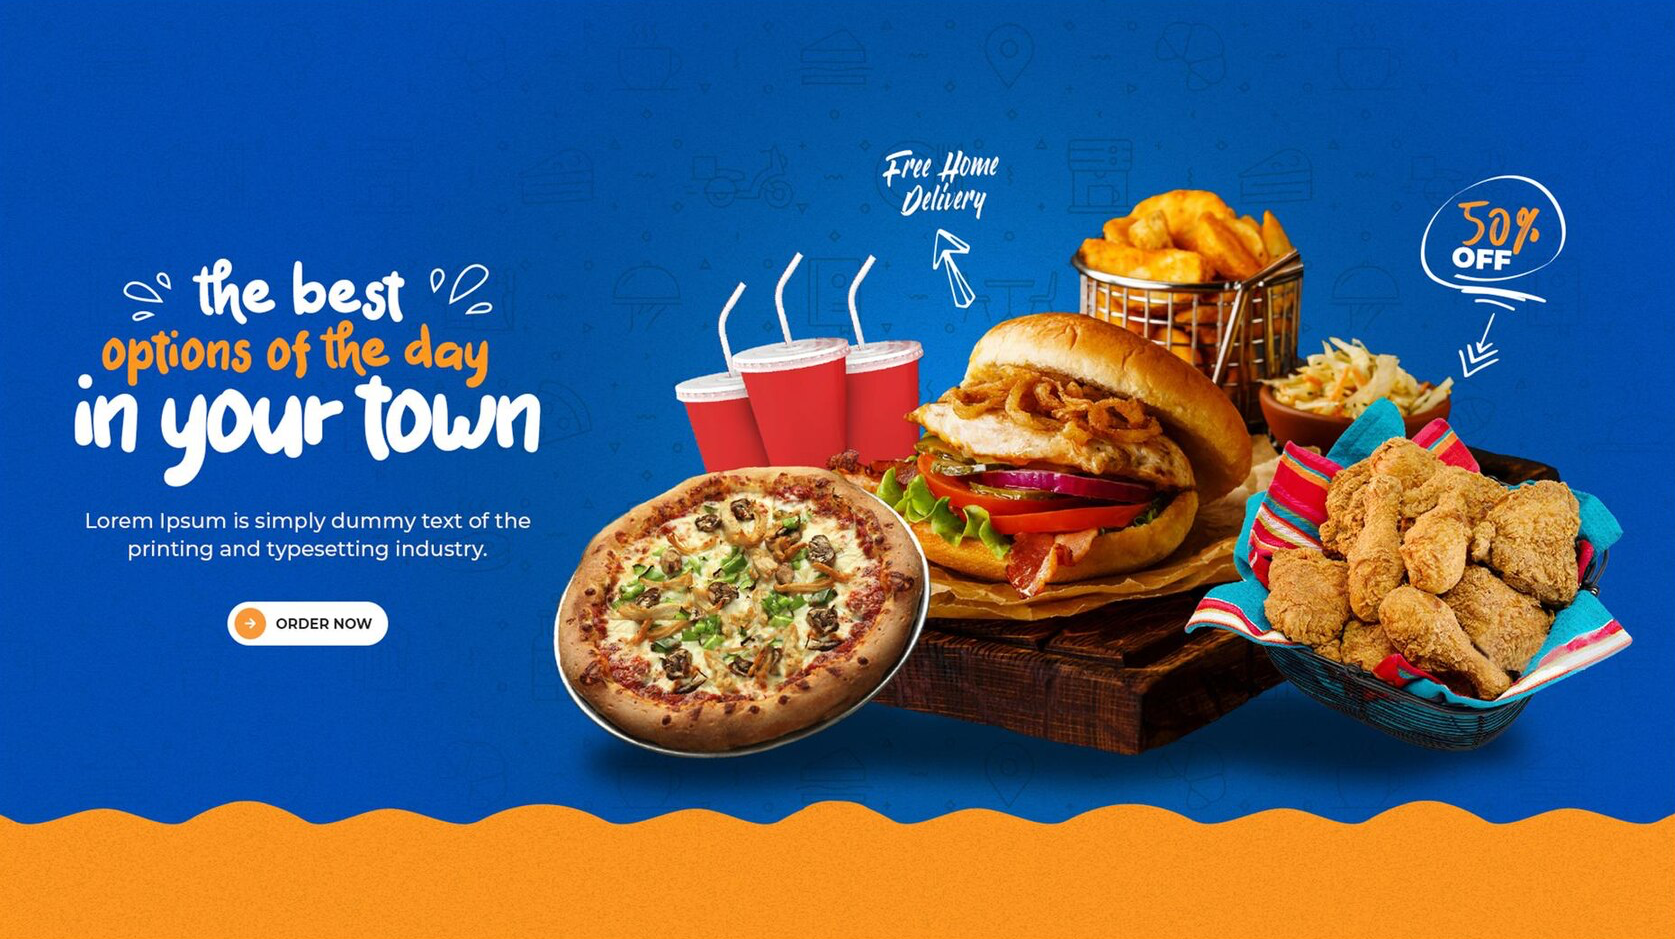 the best
options of the day
in your town
Lorem Ipsum is simply dummy text of the
printing and typesetting industry.
ORDER NOW
Free Home
Delivery
50%
OFF